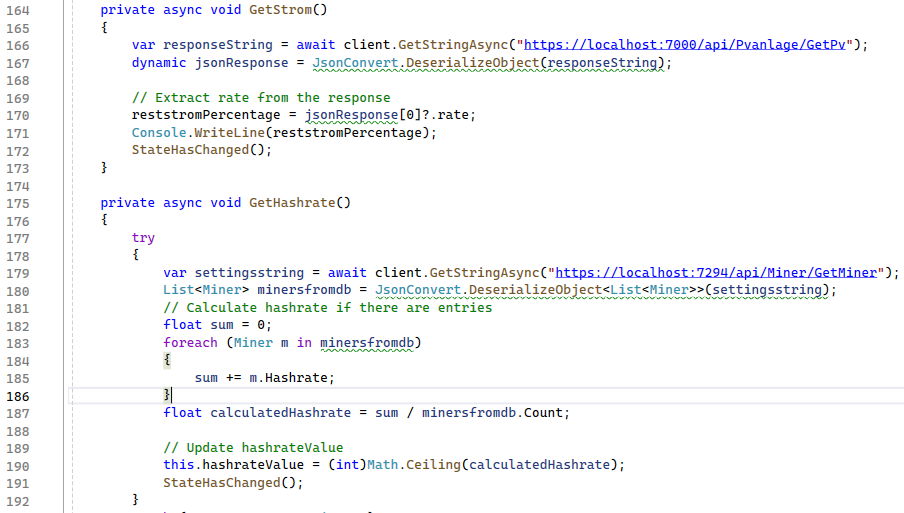 164 private async void GetStrom()
165 {
166 var responseString = await client.GetStringAsync("https://localhost:7000/api/Pvanlage/GetPv");
167 dynamic jsonResponse = JsonConvert.DeserializeObject(responseString);
168
169 // Extract rate from the response
170 reststromPercentage = jsonResponse[0]?.rate;
171 Console.WriteLine(reststromPercentage);
172 StateHasChanged();
173 }
174
175 private async void GetHashrate()
176 {
177 try
178 {
179 var settingsstring = await client.GetStringAsync("https://localhost:7294/api/Miner/GetMiner");
180 List<Miner> minersfromdb = JsonConvert.DeserializeObject<List<Miner>>(settingsstring);
181 // Calculate hashrate if there are entries
182 float sum = 0;
183 foreach (Miner m in minersfromdb)
184 {
185 sum += m.Hashrate;
186 }
187 float calculatedHashrate = sum / minersfromdb.Count;
188
189 // Update hashrateValue
190 this.hashrateValue = (int)Math.Ceiling(calculatedHashrate);
191 StateHasChanged();
192 }